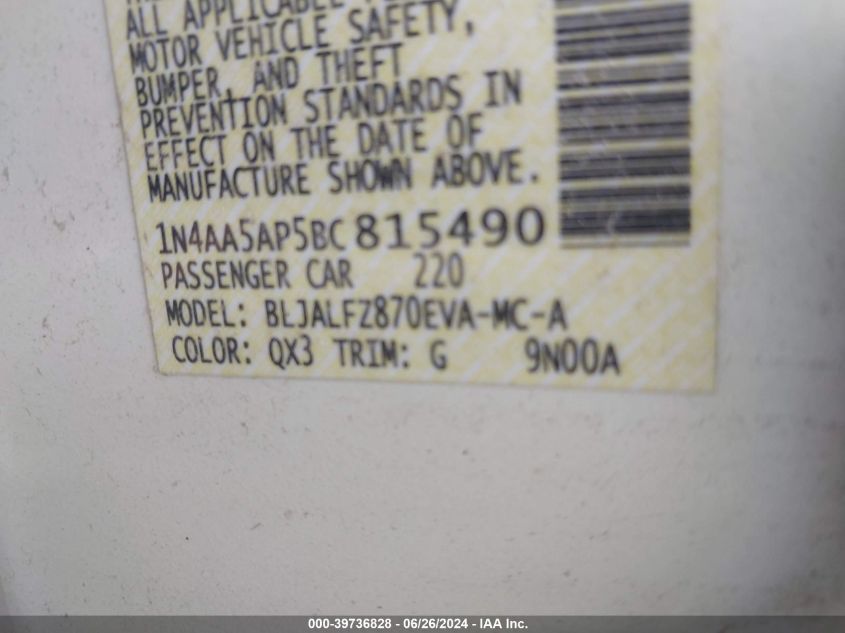 ALL APPLICABLE
MOTOR VEHICLE SAFETY,
BUMPER, AND THEFT
PREVENTION STANDARDS IN
EFFECT ON THE DATE OF
MANUFACTURE SHOWN ABOVE.
1N4AA5AP5BC815490
PASSENGER CAR 220
MODEL: BLJALFZ870EVA-MC-A
COLOR: QX3 TRIM: G 9N00A
000-39736828 - 06/26/2024 - IAA Inc.